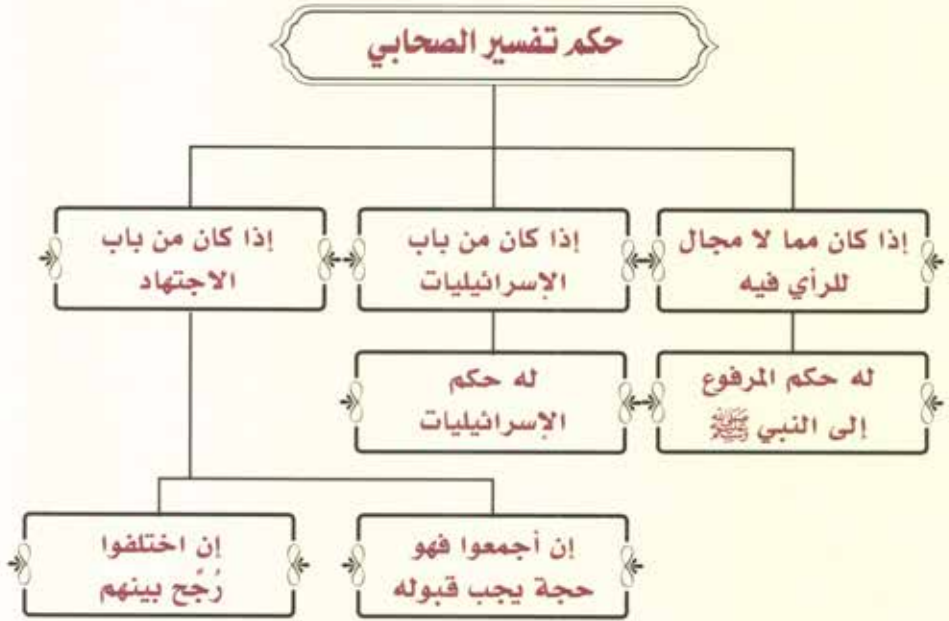 حكم تفسير الصحابي
إذا كان مما لا مجال
للرأي فيه
إذا كان من باب
الإسرائيليات
إذا كان من باب
الاجتهاد
له حكم المرفوع
إلى النبي ﷺ
له حكم
الإسرائيليات
إن أجمعوا فهو
حجة يجب قبوله
إن اختلفوا
رُجِّح بينهم